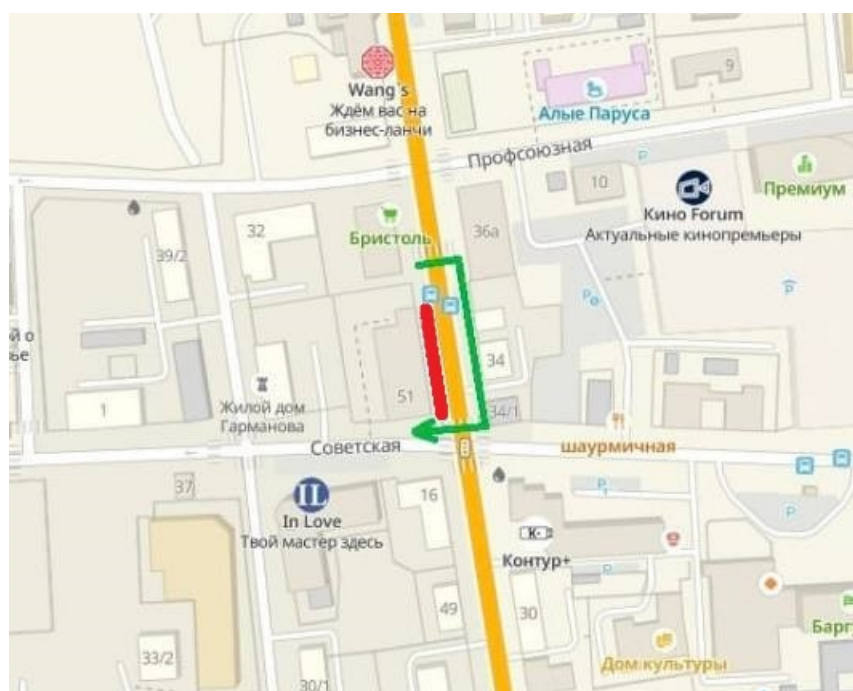 Wang's
Ждём вас на
бизнес-ланчи
9
Алые Паруса
Профсоюзная
P
10
Премиум
Кино Forum
Актуальные кинопремьеры
32
Бристоль
36а
39/2
P
P
34
51
34/1
1
Жилой дом
Гарманова
Советская
шаурмичная
37
In Love
Твой мастер здесь
16
P
P
К-
Контур+
P
49
30
33/2
30/1
Дом культуры